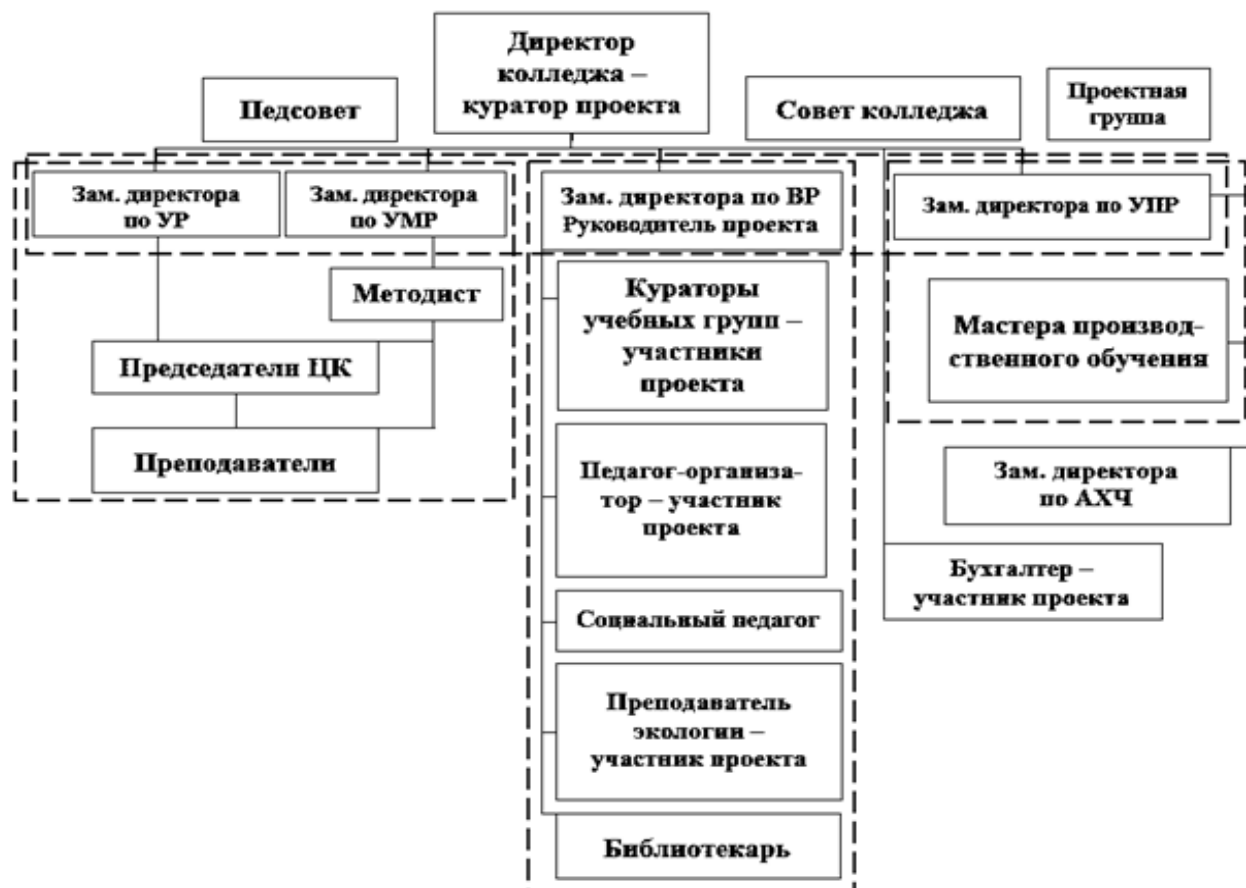 Директор
колледжа –
куратор проекта
Педсовет
Совет колледжа
Проектная
группа
Зам. директора
по УР
Зам. директора
по УМР
Зам. директора по ВР
Руководитель проекта
Зам. директора по УПР
Методист
Председатели ЦК
Преподаватели
Кураторы
учебных групп –
участники
проекта
Педагог-организа-
тор – участник
проекта
Социальный педагог
Преподаватель
экологии –
участник проекта
Библиотекарь
Мастера производ-
ственного обучения
Зам. директора
по АХЧ
Бухгалтер –
участник проекта